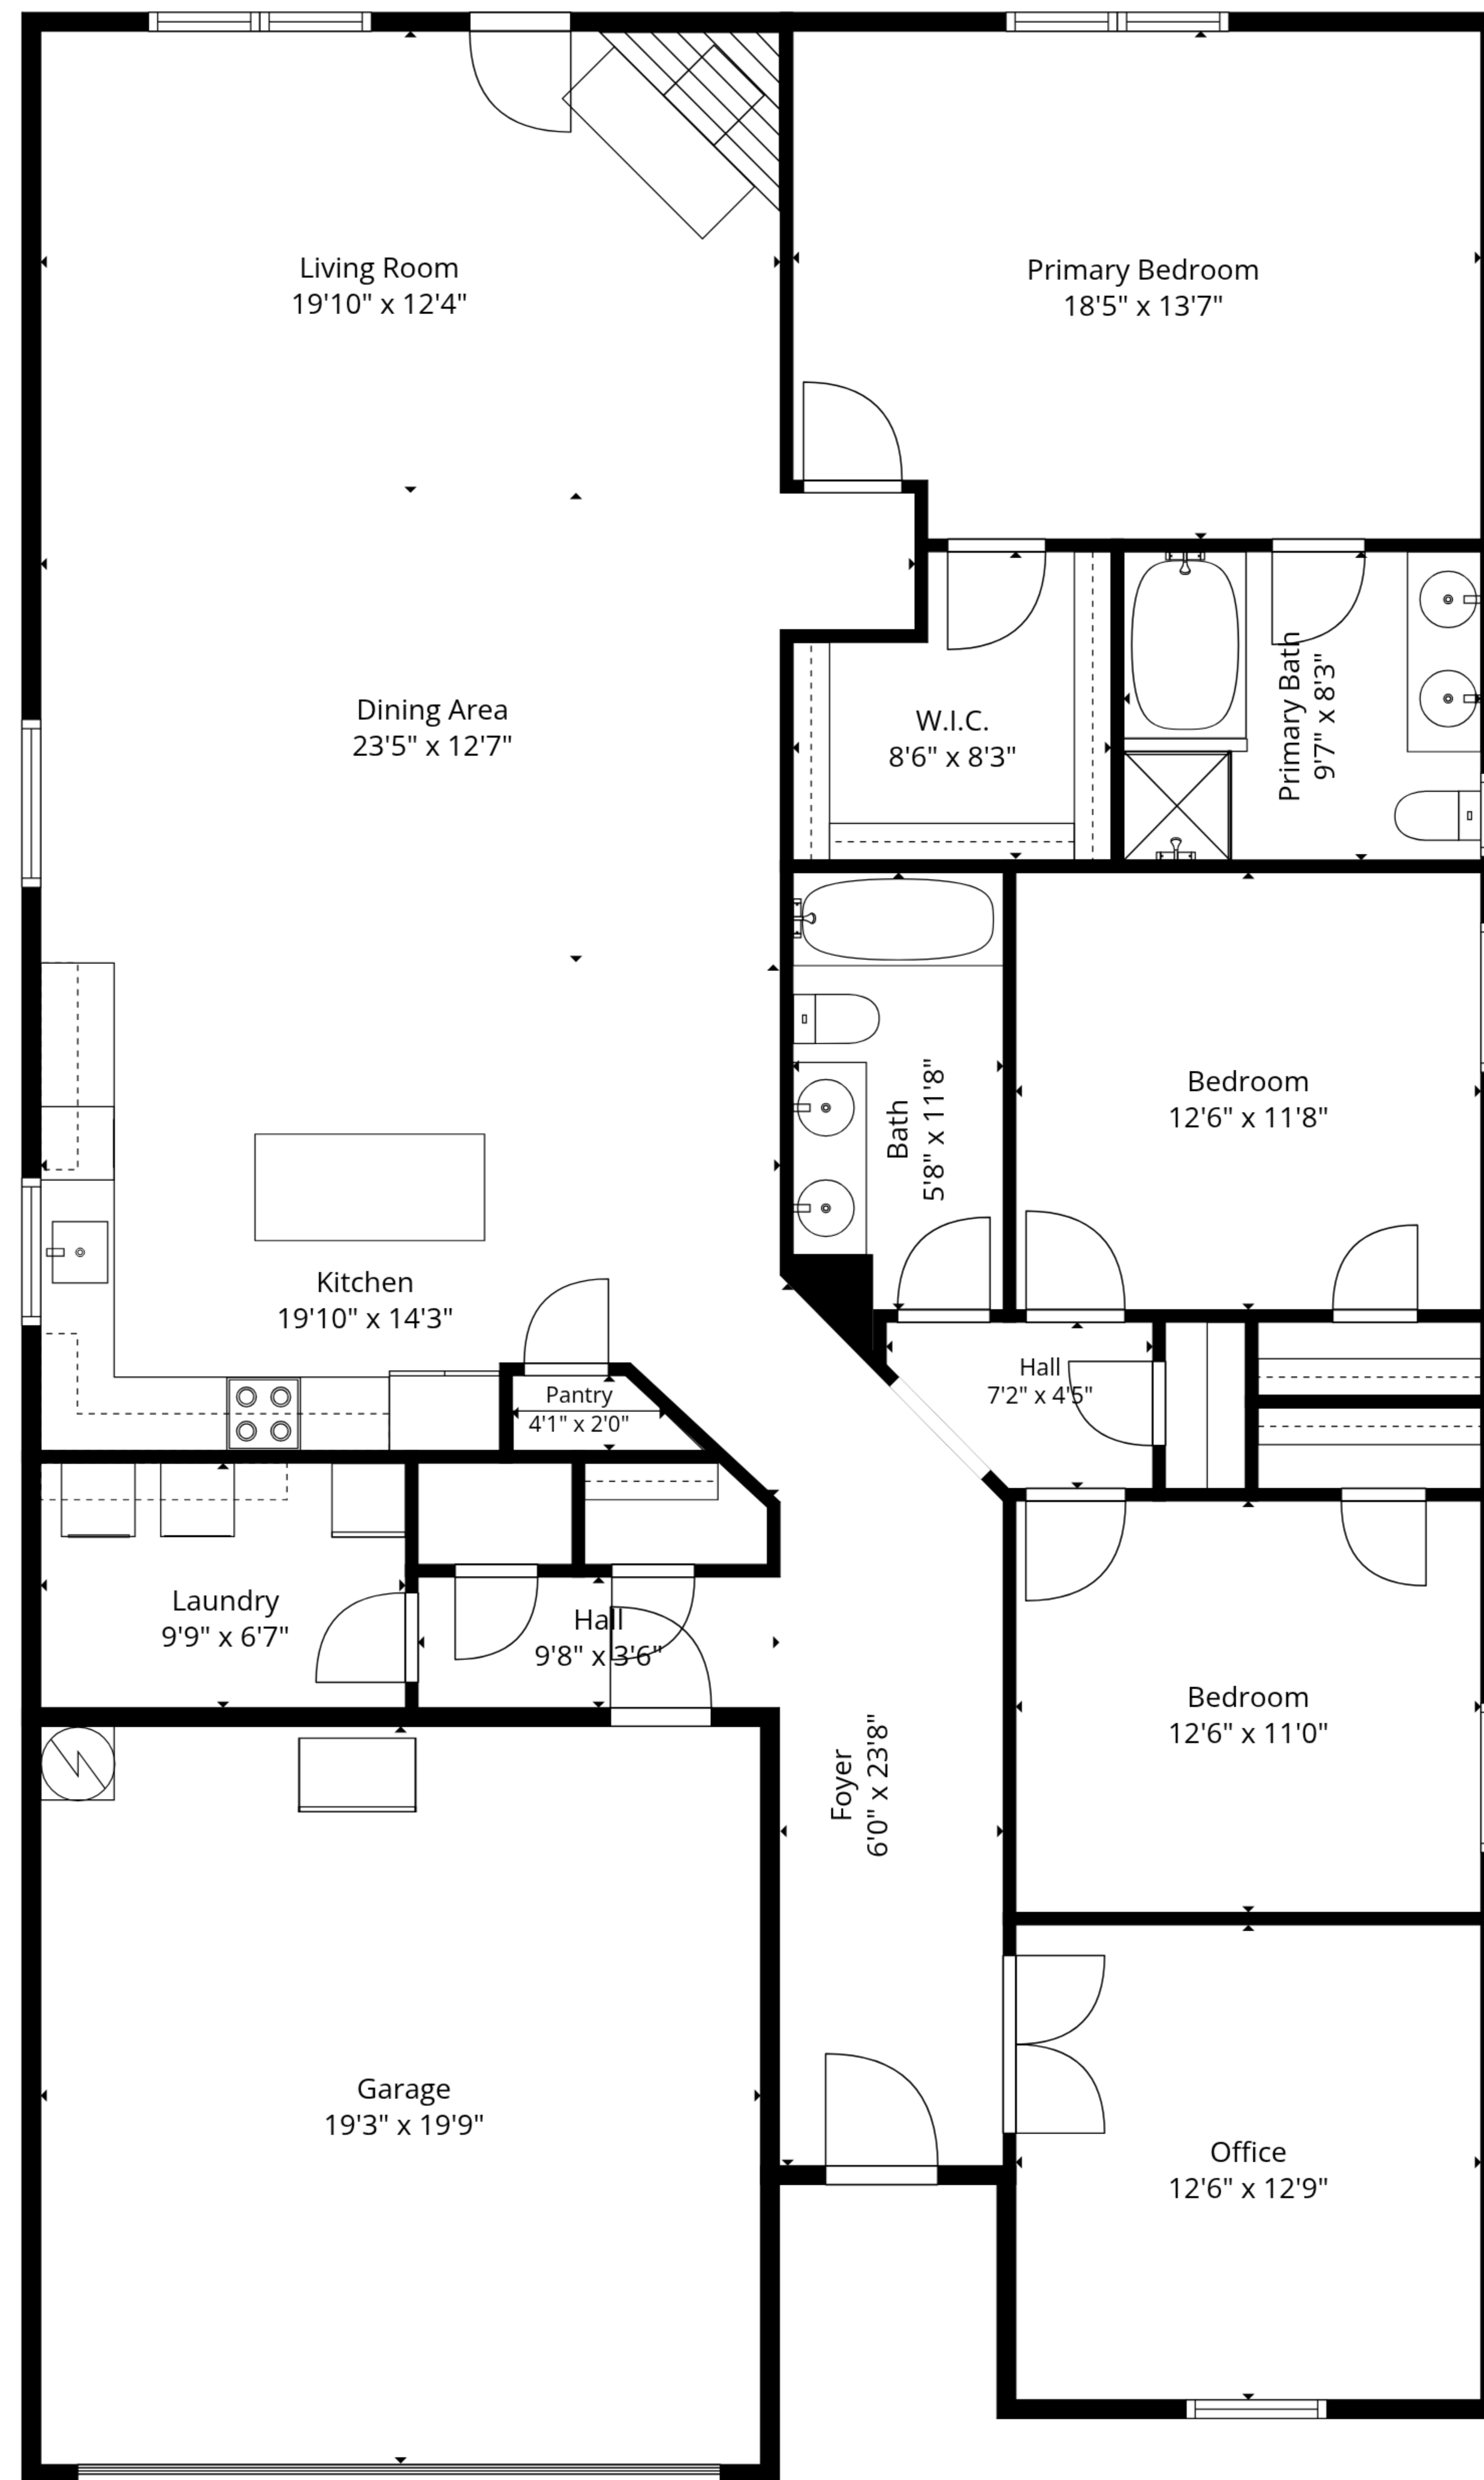 Living Room
19'10" x 12'4"
Primary Bedroom
18'5" x 13'7"
Dining Area
23'5" x 12'7"
W.I.C.
8'6" x 8'3"
Primary Bath
9'7" x 8'3"
Bath
5'8" x 11'8"
Bedroom
12'6" x 11'8"
Kitchen
19'10" x 14'3"
Pantry
4'1" x 2'0"
Hall
7'2" x 4'5"
Laundry
9'9" x 6'7"
Hall
9'8" x 3'6"
Foyer
6'0" x 23'8"
Bedroom
12'6" x 11'0"
Garage
19'3" x 19'9"
Office
12'6" x 12'9"